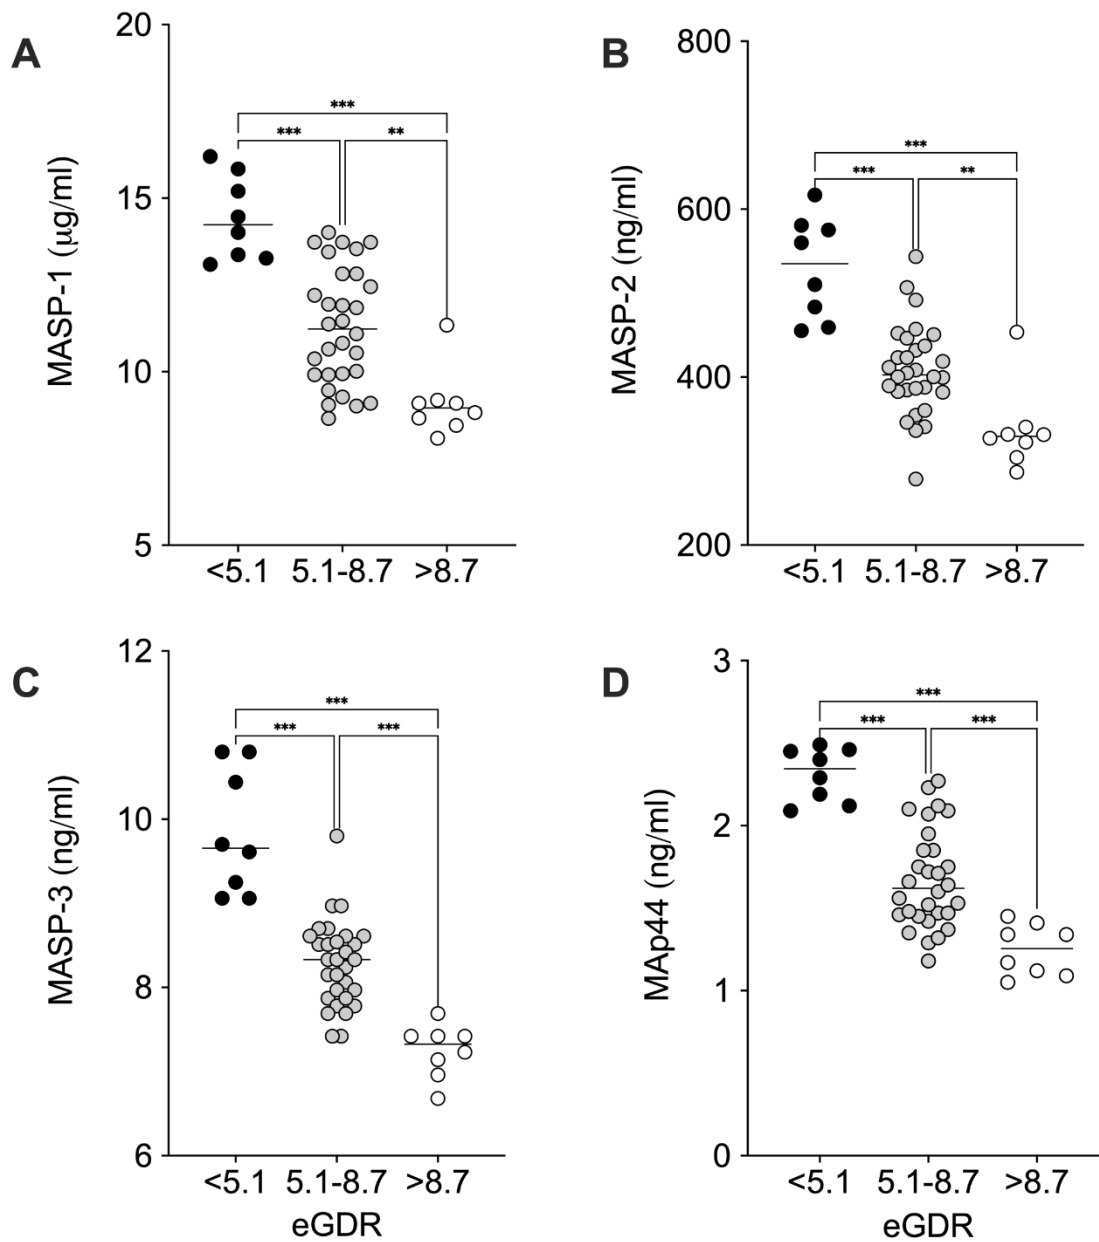 A
MASP-1 (μg/ml)
20
15
10
5
***
***
**
<5.1 5.1-8.7 >8.7
B
MASP-2 (ng/ml)
800
600
400
200
***
***
**
<5.1 5.1-8.7 >8.7
C
MASP-3 (ng/ml)
12
10
8
6
***
***
***
<5.1 5.1-8.7 >8.7
eGDR
D
MAp44 (ng/ml)
3
2
1
0
***
***
***
<5.1 5.1-8.7 >8.7
eGDR